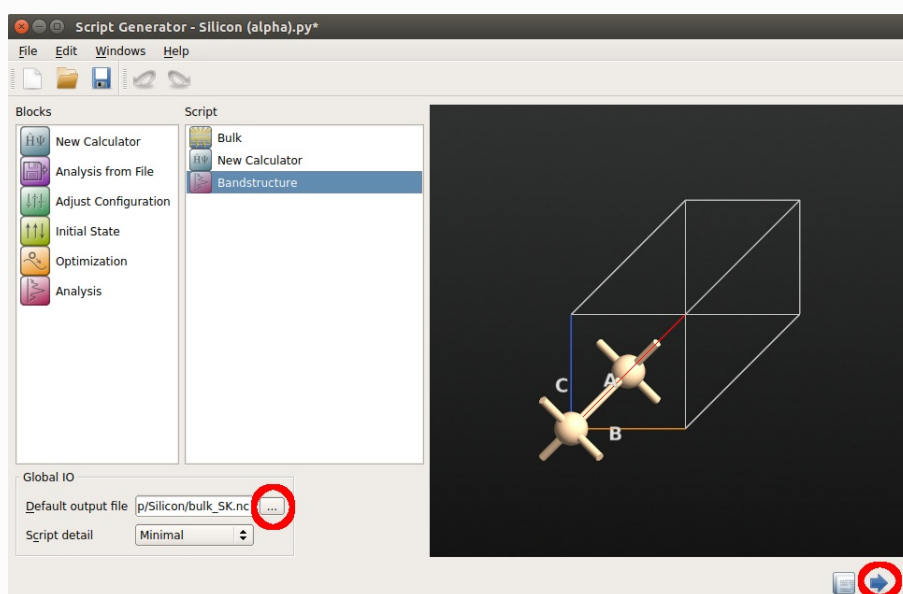 Script Generator - Silicon (alpha).py*
File Edit Windows Help
Blocks
Script
New Calculator
Analysis from File
Adjust Configuration
Initial State
Optimization
Analysis
Bulk
New Calculator
Bandstructure
A
C
B
Global IO
Default output file p/Silicon/bulk_SK.nc ...
Script detail Minimal